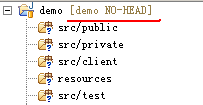 demo [demo NO-HEAD]
src/public
src/private
src/client
resources
src/test